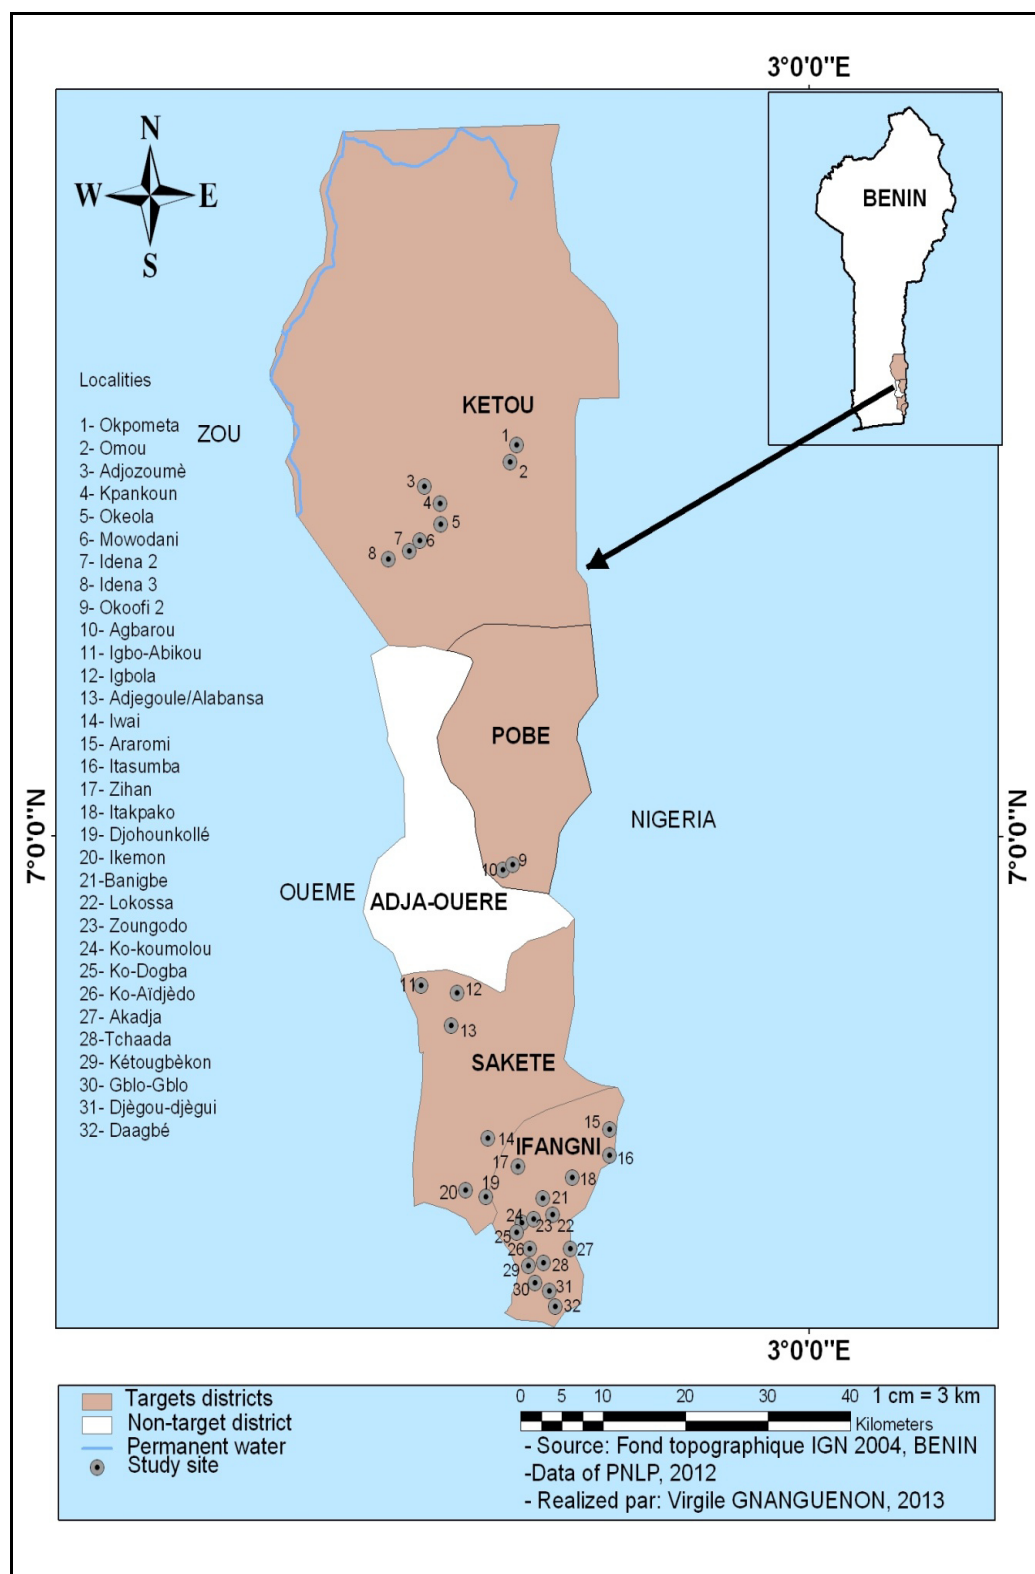 3°0'0"E
N
W E
S
BENIN
Localities
ZOU
KETOU
1- Okpometa
2- Omou
3- Adjozoumè
4- Kpankoun
5- Okeola
6- Mowodani
7- Idena 2
8- Idena 3
9- Okoofi 2
10- Agbarou
11- Igbo-Abikou
12- Igbola
13- Adjegoule/Alabansa
14- Iwai
15- Araromi
16- Itasumba
17- Zihan
18- Itakpako
19- Djohounkollé
20- Ikemon
21-Banigbe
22- Lokossa
23- Zoungodo
24- Ko-koumolou
25- Ko-Dogba
26- Ko-Aïdjèdo
27- Akadja
28-Tchaada
29- Kétougbèkon
30- Gblo-Gblo
31- Djègou-djègui
32- Daagbé
1
2
3
4
5
6
7
8
POBE
7°0'0"N
NIGERIA
7°0'0"N
9
10
OUEME
ADJA-OUERE
11
12
13
SAKETE
15
14
IFANGNI
16
17
18
20
19
21
24
23
22
25
26
27
29
28
30
31
32
3°0'0"E
Targets districts
Non-target district
Permanent water
Study site
0 5 10 20 30 40 1 cm = 3 km
Kilometers
- Source: Fond topographique IGN 2004, BENIN
-Data of PNLP, 2012
- Realized par: Virgile GNANGUENON, 2013